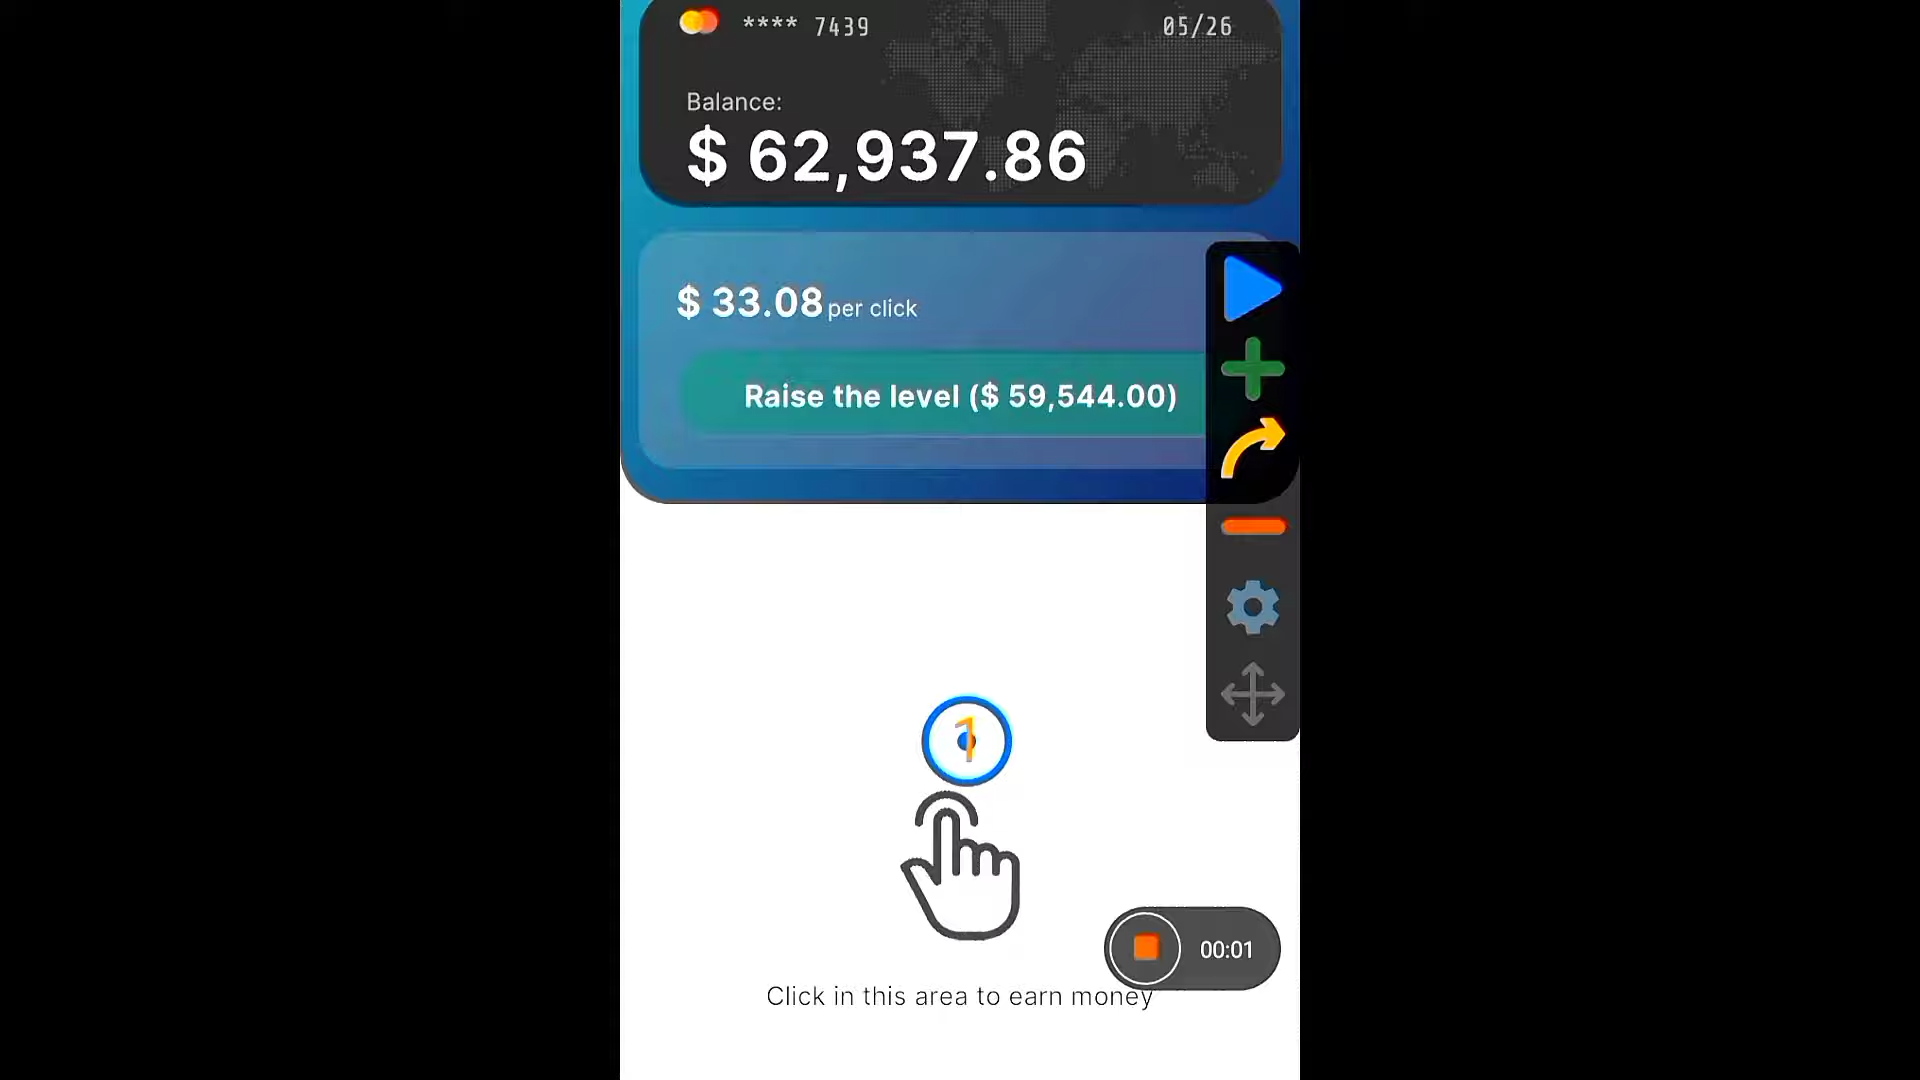 **** 7439 05/26
Balance:
$ 62,937.86
$ 33.08 per click
Raise the level ($ 59,544.00)
1
00:01
Click in this area to earn money